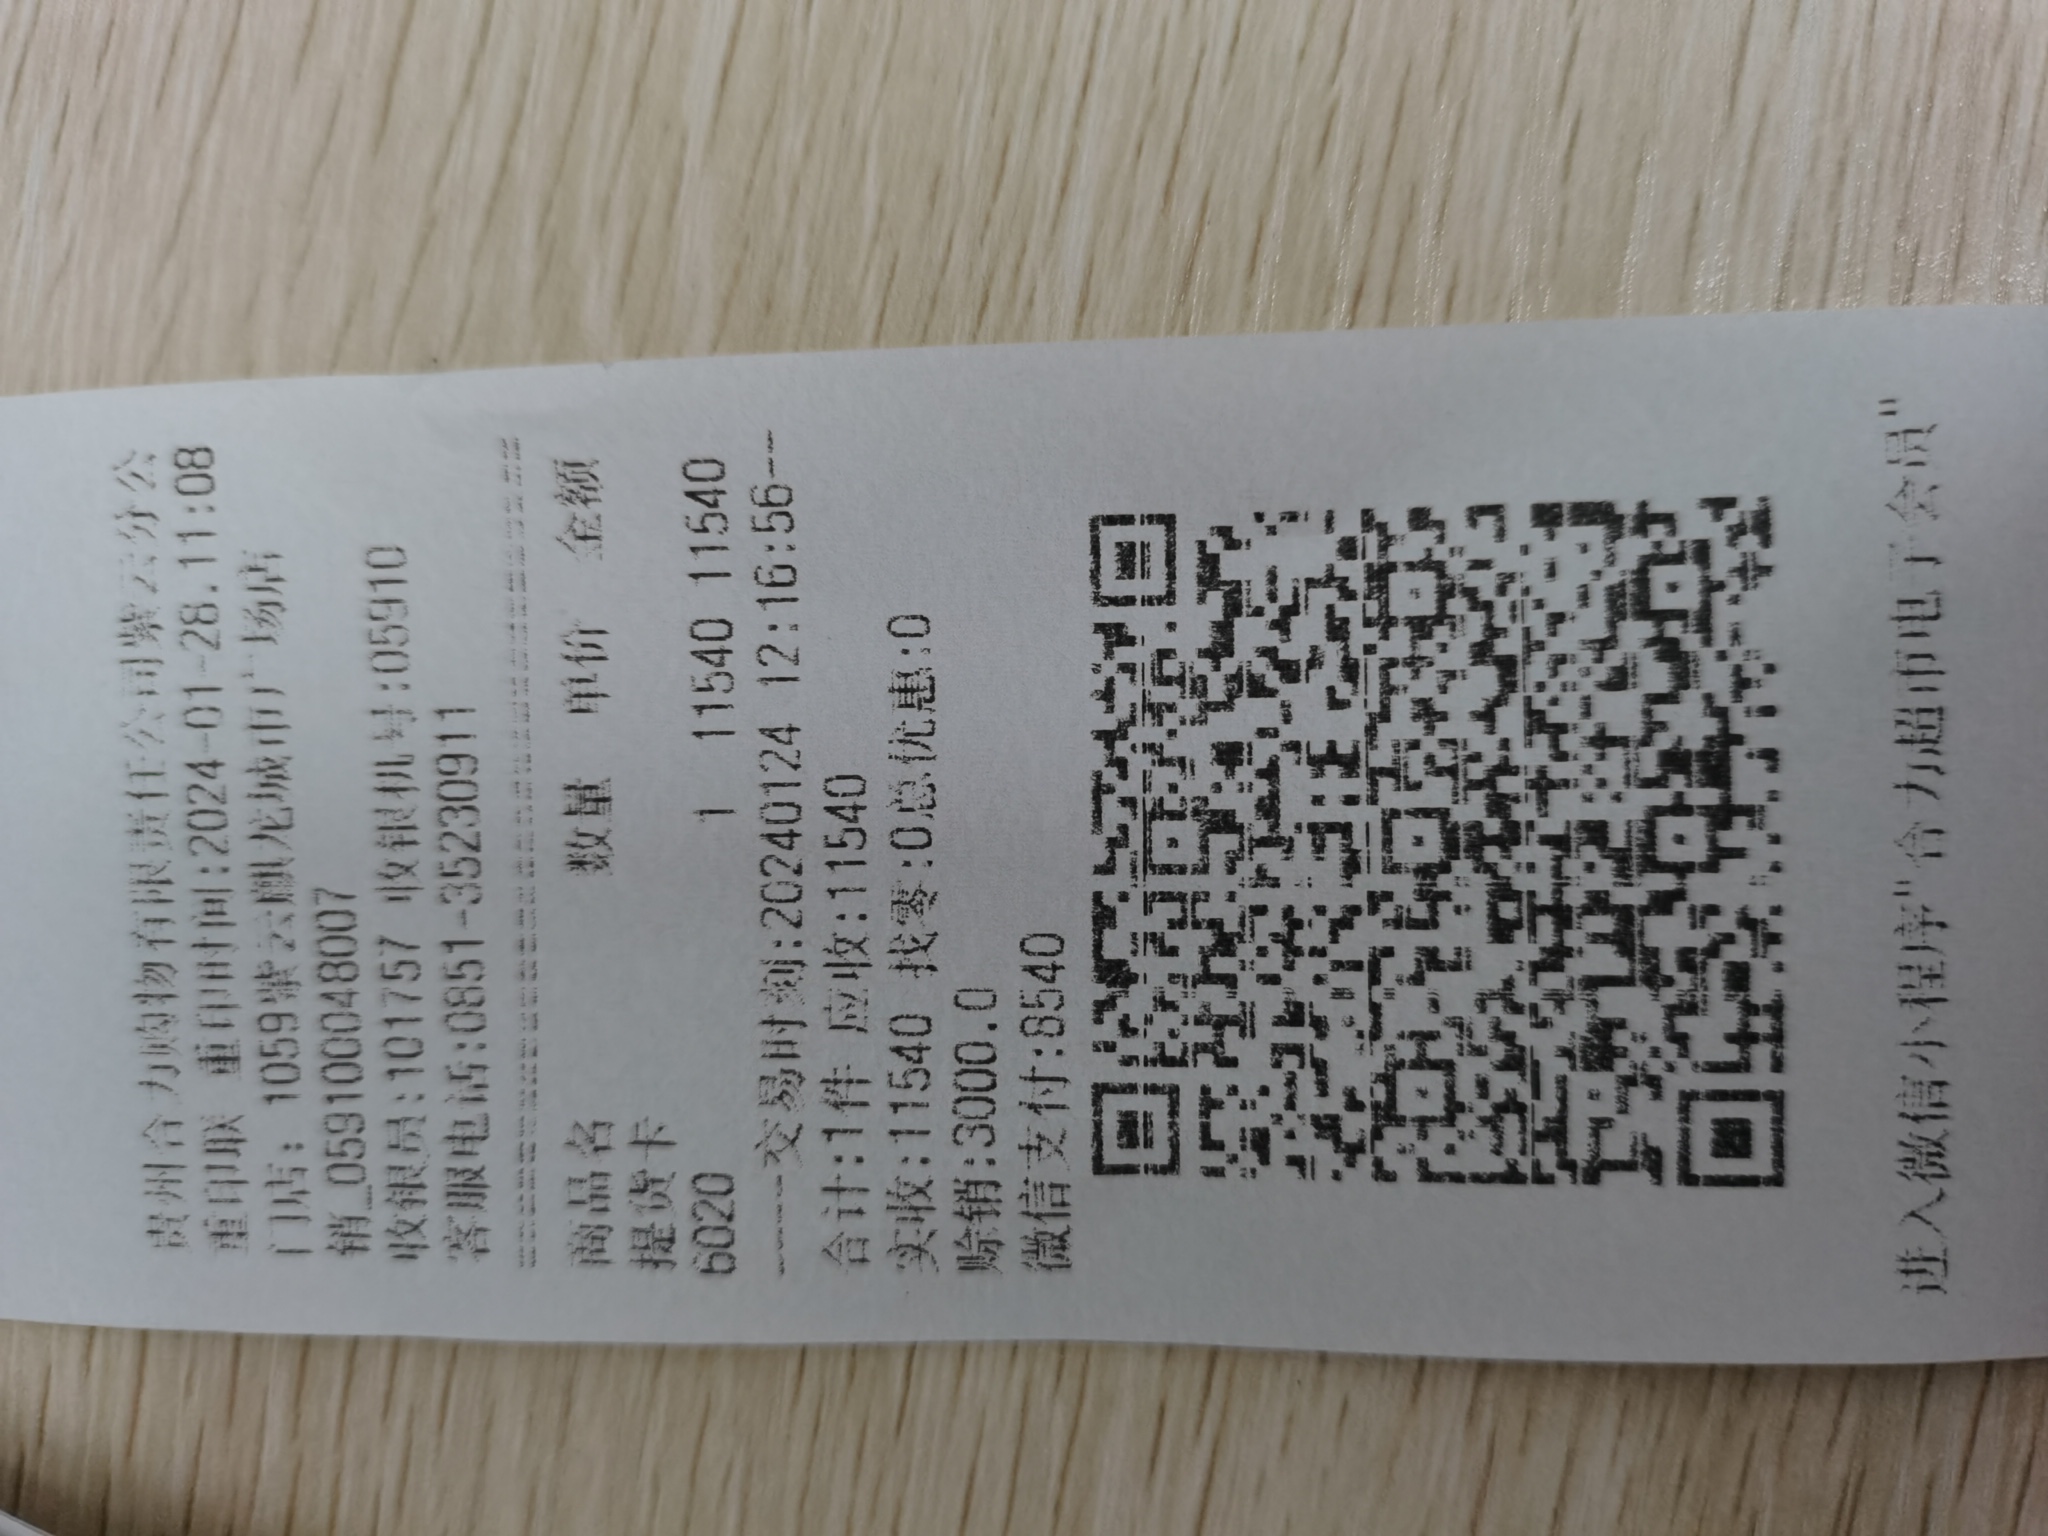 贵州合力购物有限责任公司紫云分公
重印联 重印时间:2024-01-28.11:08
门店: 1059紫云麒龙城市广场店
销_0591000048007
收银员:101757 收银机号:05910
客服电话:0851-35230911
================================
商品名 数量 单价 金额
提货卡
6020 1 11540 11540
----交易时刻:20240124 12:16:56--
合计:1件 应收:11540
实收:11540 找零:0总优惠:0
赊销:3000.0
微信支付:8540
进入微信小程序"合力超市电子会员"